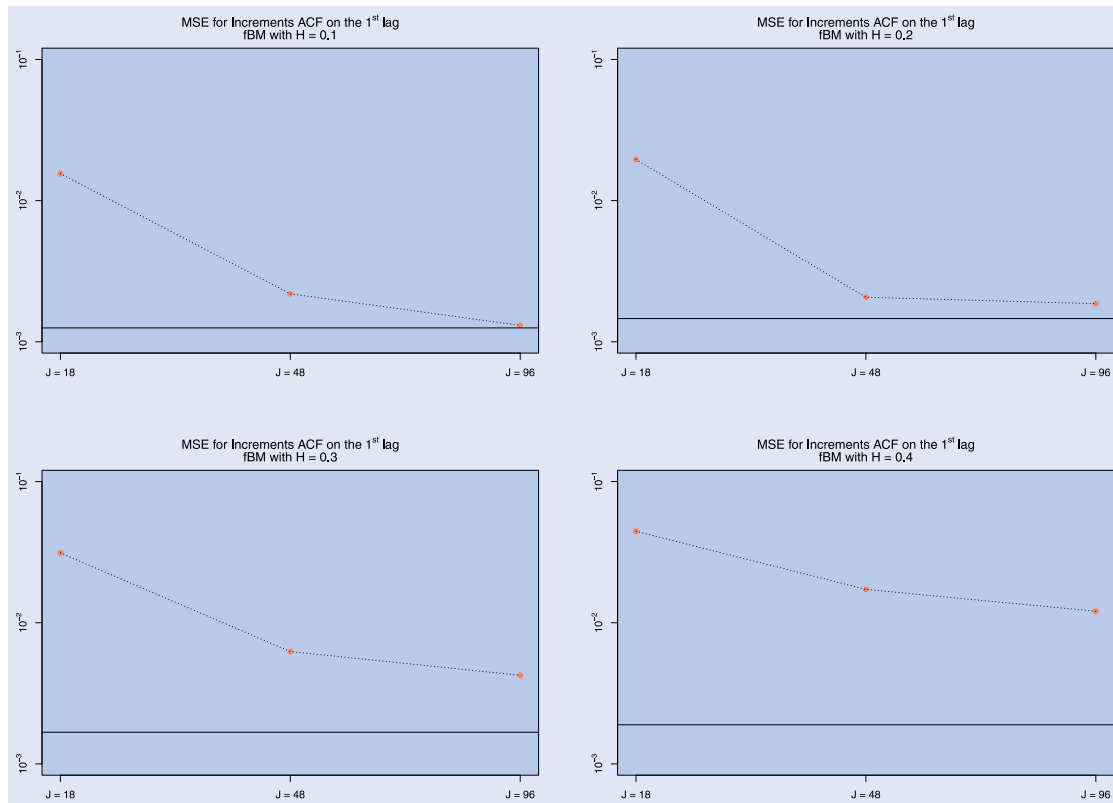 MSE for Increments ACF on the 1st lag
fBM with H = 0.1
10^-1
10^-2
10^-3
J = 18
J = 48
J = 96
MSE for Increments ACF on the 1st lag
fBM with H = 0.2
10^-1
10^-2
10^-3
J = 18
J = 48
J = 96
MSE for Increments ACF on the 1st lag
fBM with H = 0.3
10^-1
10^-2
10^-3
J = 18
J = 48
J = 96
MSE for Increments ACF on the 1st lag
fBM with H = 0.4
10^-1
10^-2
10^-3
J = 18
J = 48
J = 96